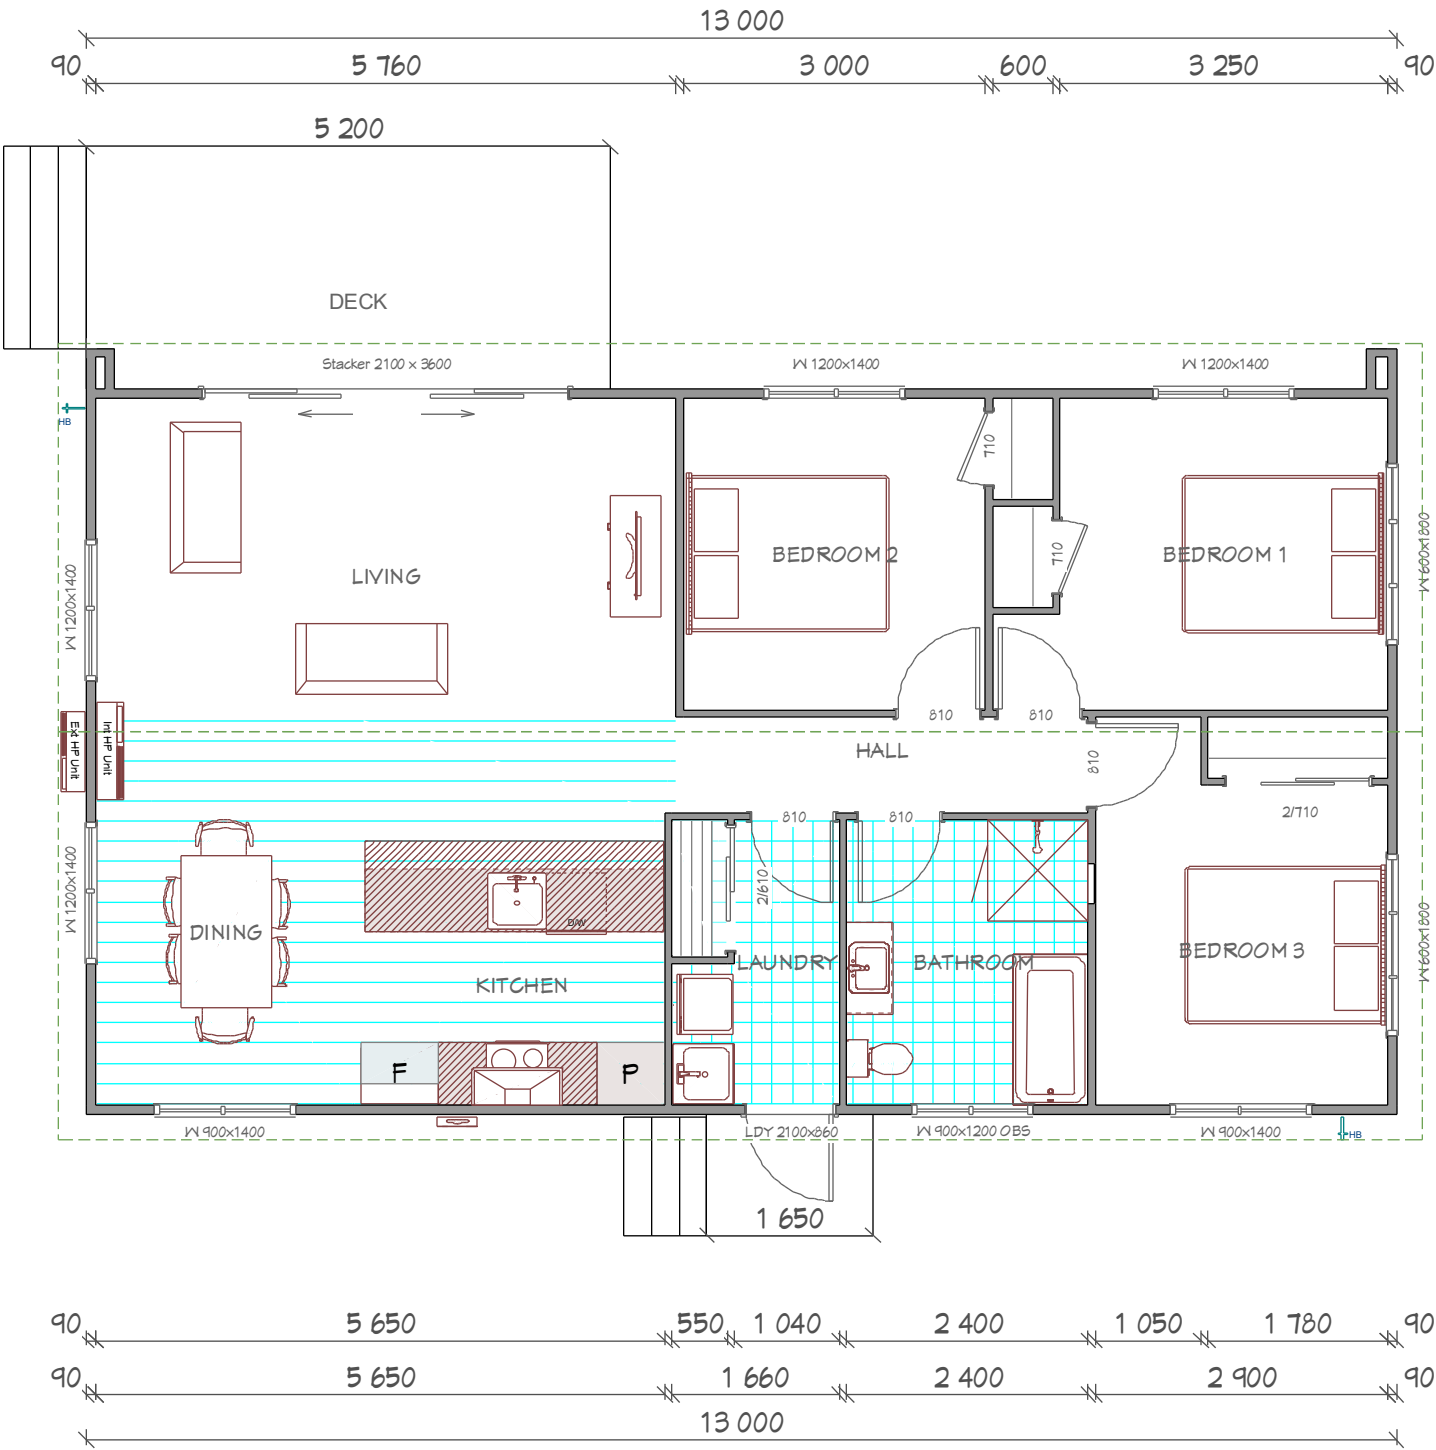 13 000
90 5 760 3 000 600 3 250 90
5 200
DECK
Stacker 2100 x 3600
W 1200x1400
W 1200x1400
HB
710
BEDROOM 2
710
BEDROOM 1
W 600x1800
LIVING
W 1200x1400
810
810
Ext HP Unit
Int HP Unit
HALL
810
2/710
810
810
W 1200x1400
2/610
DINING
D/W
KITCHEN
LAUNDRY
BATHROOM
BEDROOM 3
W 600x1800
F
P
W 900x1400
LDY 2100x860
W 900x1200 OBS
W 900x1400
HB
1 650
90 5 650 550 1 040 2 400 1 050 1 780 90
90 5 650 1 660 2 400 2 900 90
13 000